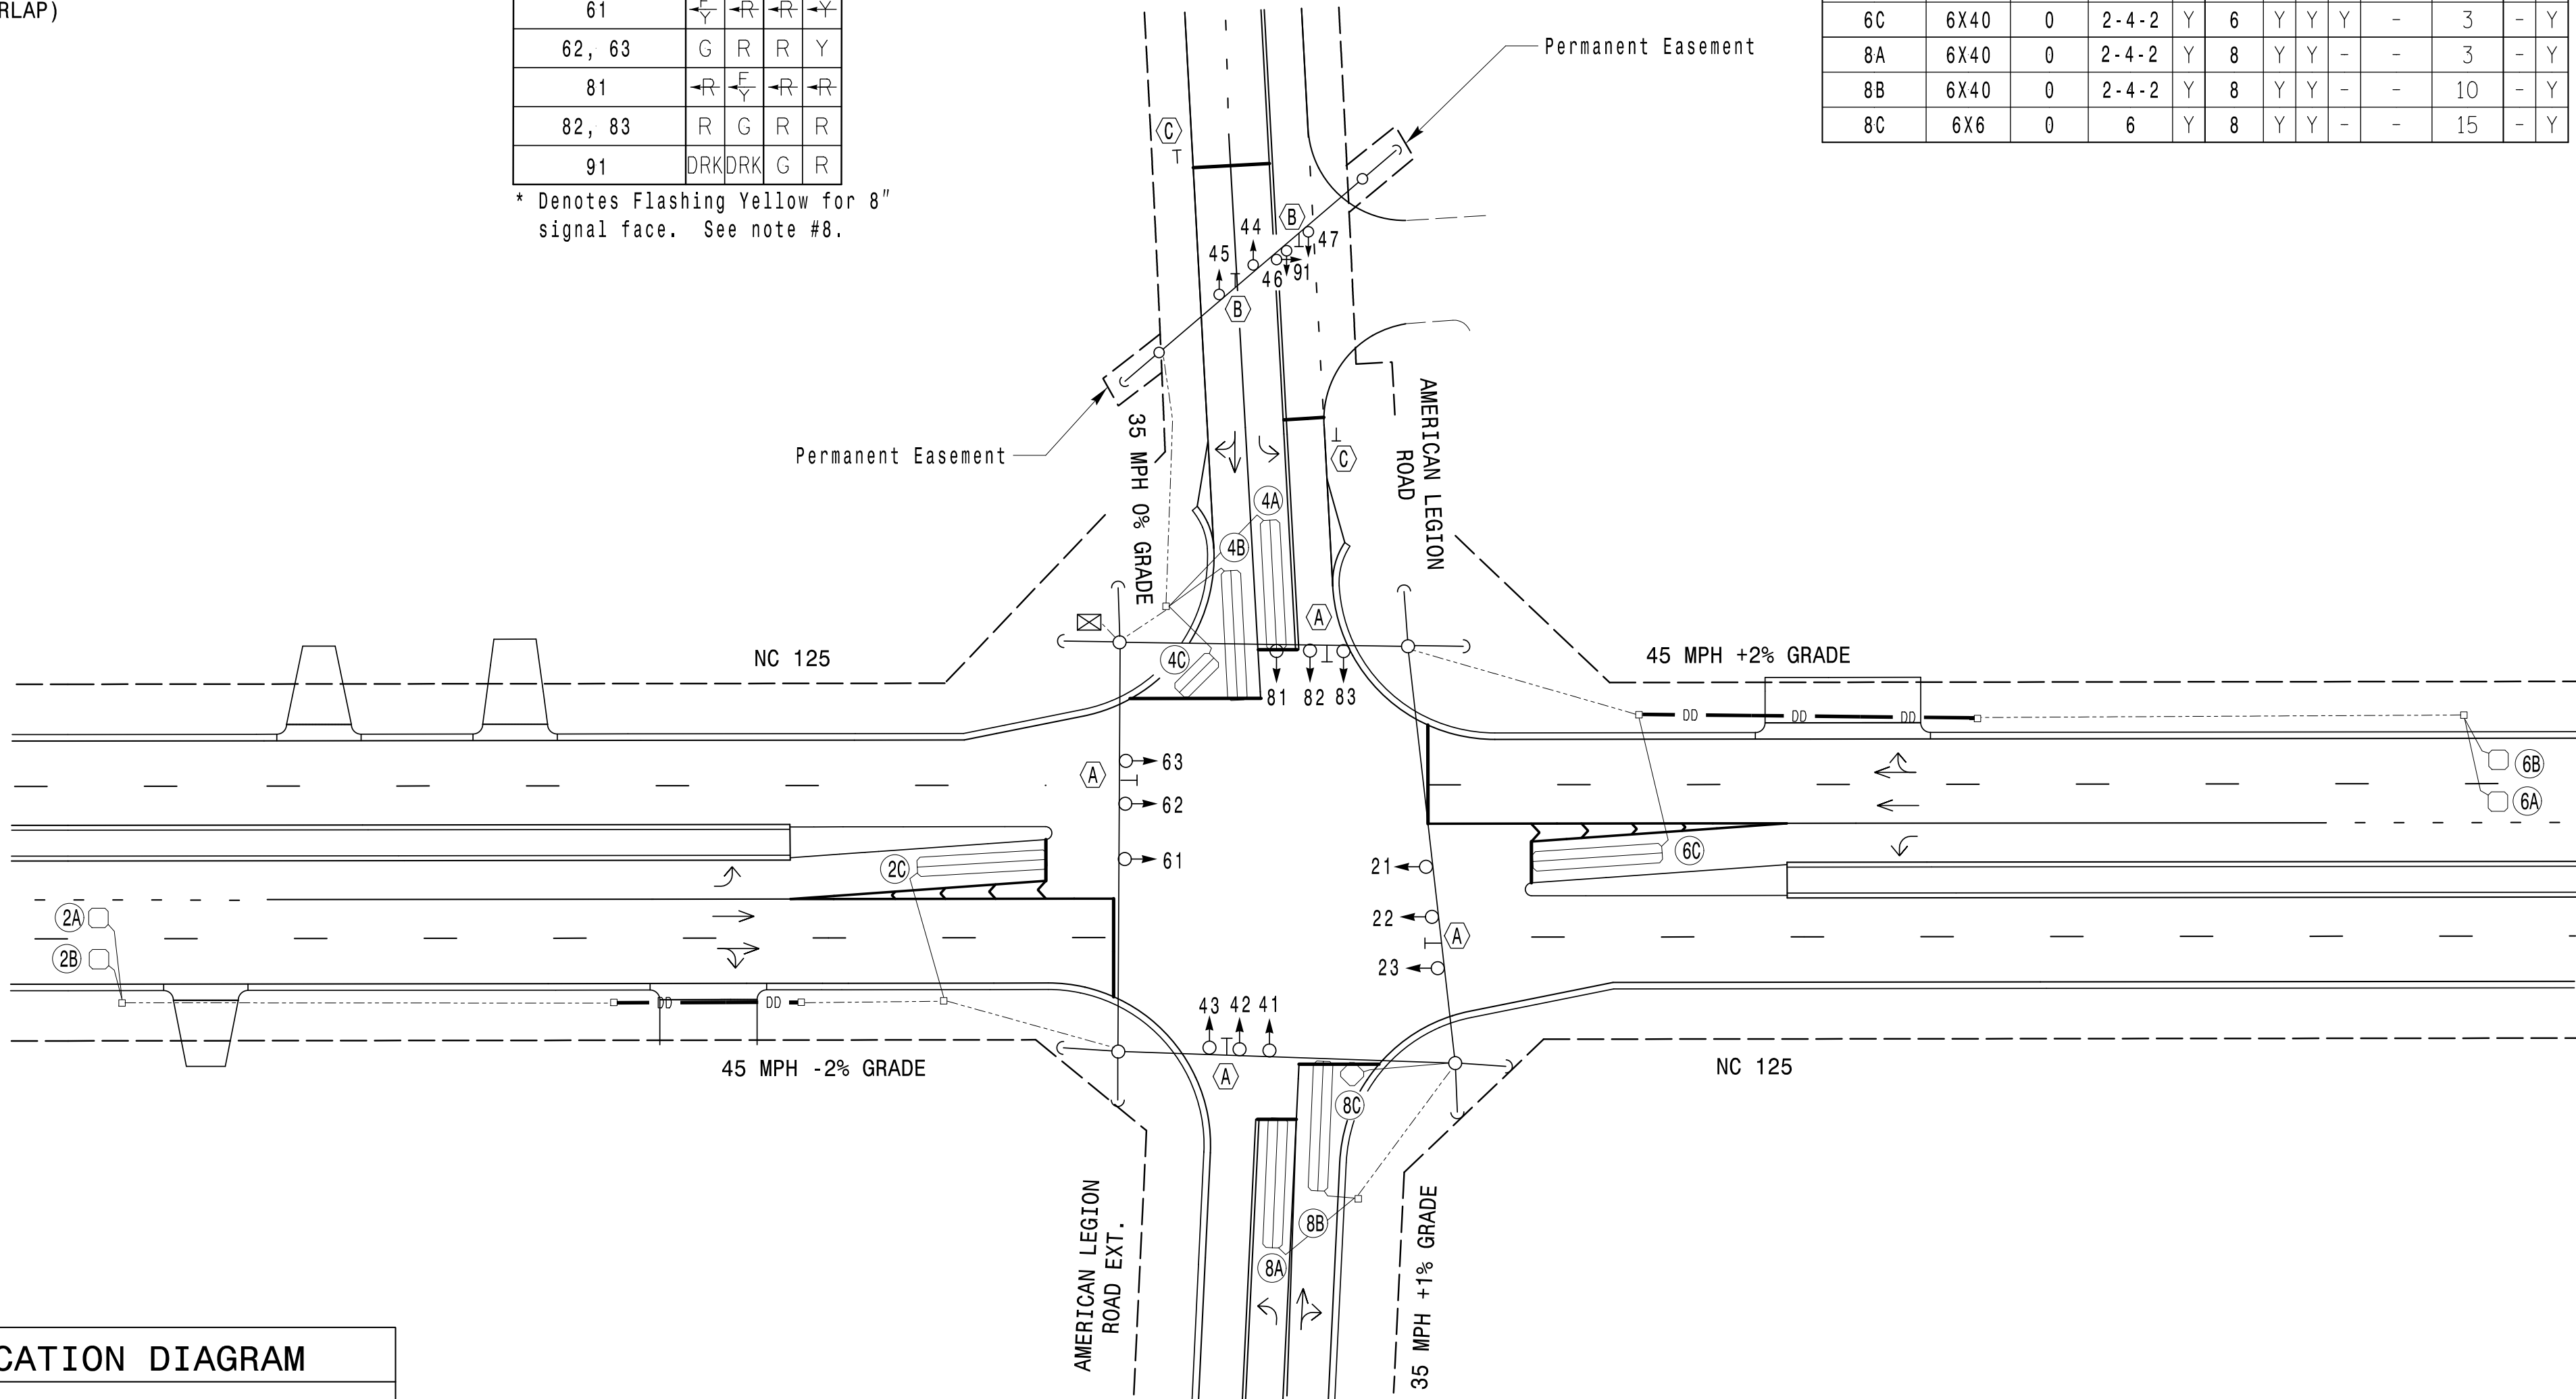 RLAP)
61 F Y R R Y
62, 63 G R R Y
81 R F Y R R
82, 83 R G R R
91 DRK DRK G R
* Denotes Flashing Yellow for 8"
signal face. See note #8.
6C 6X40 0 2-4-2 Y 6 Y Y Y - 3 - Y
8A 6X40 0 2-4-2 Y 8 Y Y - - 3 - Y
8B 6X40 0 2-4-2 Y 8 Y Y - - 10 - Y
8C 6X6 0 6 Y 8 Y Y - - 15 - Y
Permanent Easement
C
B
44
47
45
46
91
B
Permanent Easement
35 MPH 0% GRADE
AMERICAN LEGION
ROAD
C
4A
4B
A
4C
NC 125
45 MPH +2% GRADE
81
82
83
DD
DD
DD
63
A
62
61
6B
6A
2C
6C
21
22
A
23
2A
2B
DD
DD
43
42
41
A
45 MPH -2% GRADE
NC 125
8C
8B
8A
AMERICAN LEGION
ROAD EXT.
35 MPH +1% GRADE
CATION DIAGRAM